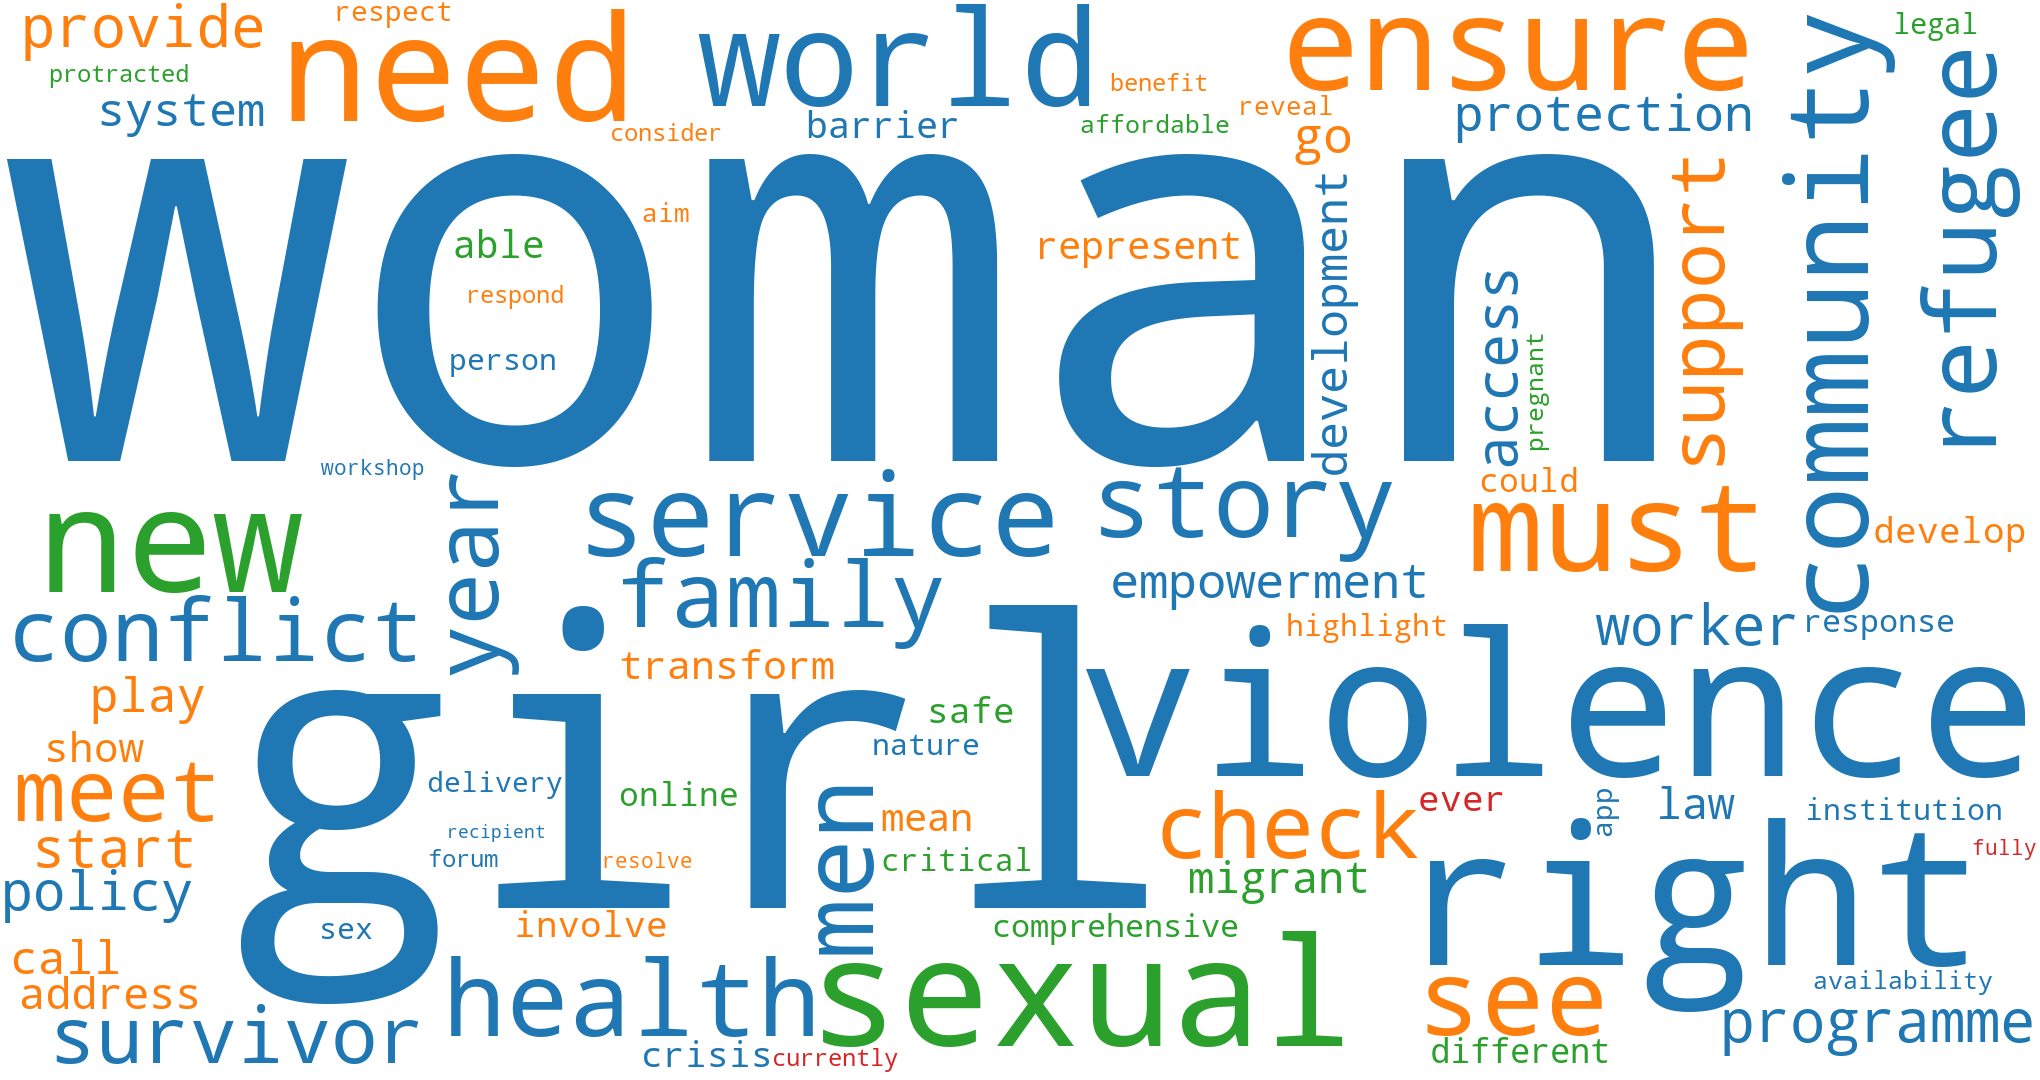 provide
respect
need
world
ensure
legal
protracted
system
consider
barrier
benefit
affordable
reveal
go
protection
community
refugee
woman
able
respond
person
aim
represent
development
access
pregnant
support
workshop
new
year
service
story
could
must
develop
conflict
family
empowerment
highlight
worker
response
girl
transform
violence
play
show
meet
start
policy
delivery
recipient
forum
online
resolve
men
safe
nature
mean
critical
check
migrant
ever
app
law
institution
fully
right
sex
involve
comprehensive
call
address
survivor
health
crisis
currently
sexual
see
different
availability
programme